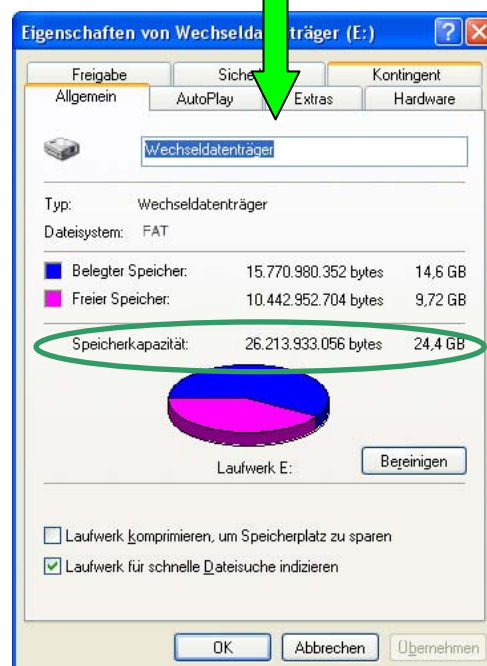 Eigenschaften von Wechselda träger (E:)
Freigabe Kontingent
Allgemein AutoPlay Extras Hardware
Wechseldatenträger
Typ: Wechseldatenträger
Dateisystem: FAT
Belegter Speicher: 15.770.980.352 bytes 14,6 GB
Freier Speicher: 10.442.952.704 bytes 9,72 GB
Speicherkapazität: 26.213.933.056 bytes 24,4 GB
Laufwerk E: Bereinigen
Laufwerk komprimieren, um Speicherplatz zu sparen
Laufwerk für schnelle Dateisuche indizieren
OK Abbrechen Übernehmen